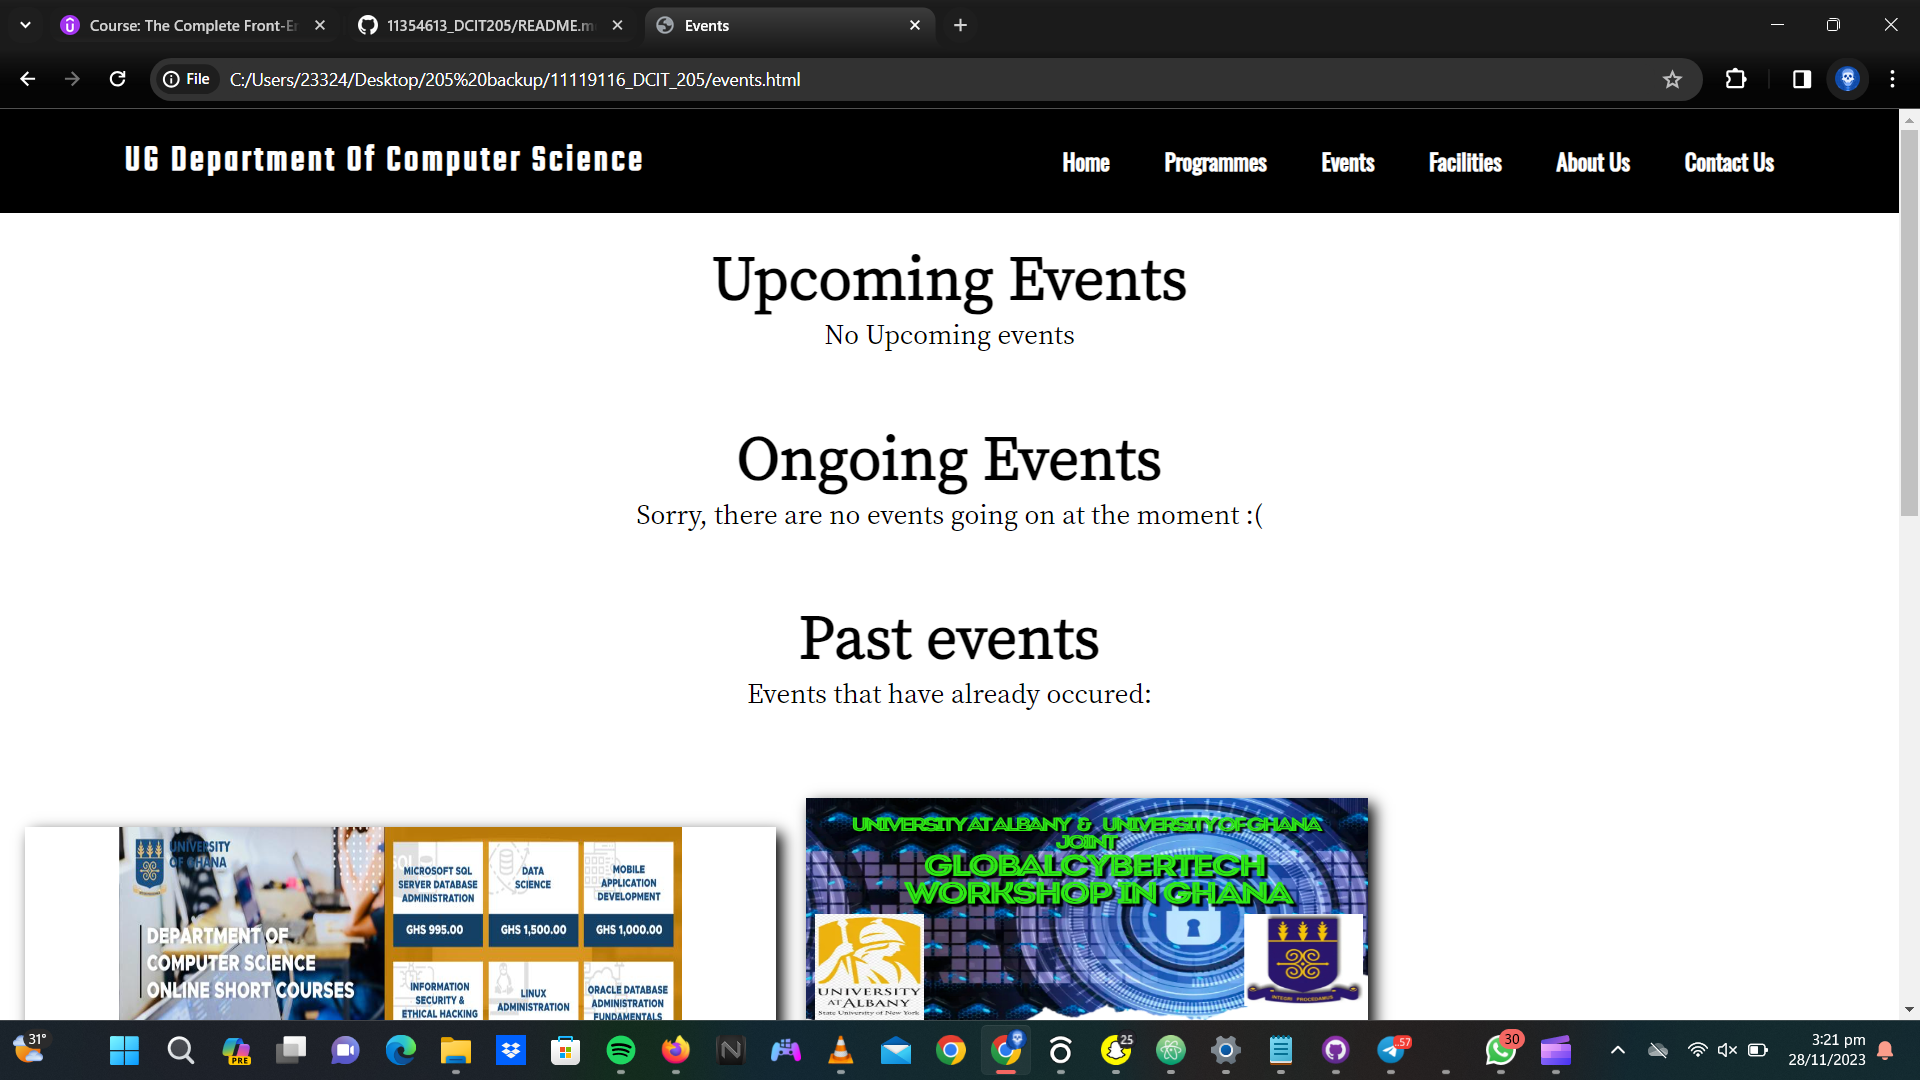 Course: The Complete Front-En
11354613_DCIT205/README.m
Events
File
C:/Users/23324/Desktop/205%20backup/11119116_DCIT_205/events.html
UG Department Of Computer Science
Home
Programmes
Events
Facilities
About Us
Contact Us
Upcoming Events
No Upcoming events
Ongoing Events
Sorry, there are no events going on at the moment :(
Past events
Events that have already occured:
UNIVERSITY
OF GHANA
DEPARTMENT OF
COMPUTER SCIENCE
ONLINE SHORT COURSES
MICROSOFT SQL
SERVER DATABASE
ADMINISTRATION
GHS 995.00
DATA
SCIENCE
GHS 1,500.00
MOBILE
APPLICATION
DEVELOPMENT
GHS 1,000.00
INFORMATION
SECURITY &
ETHICAL HACKING
LINUX
ADMINISTRATION
ORACLE DATABASE
ADMINISTRATION
FUNDAMENTALS
UNIVERSITY AT ALBANY & UNIVERSITY OF GHANA
JOINT
GLOBALCYBERTECH
WORKSHOP IN GHANA
UNIVERSITY
AT ALBANY
State University of New York
INTEGRI PROCEDAMUS
31°
PRE
25
57
30
3:21 pm
28/11/2023